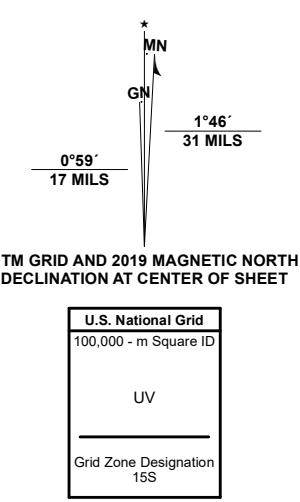 ★
MN
GN
1°46´
31 MILS
0°59´
17 MILS
TM GRID AND 2019 MAGNETIC NORTH
DECLINATION AT CENTER OF SHEET
U.S. National Grid
100,000 - m Square ID
UV
Grid Zone Designation
15S